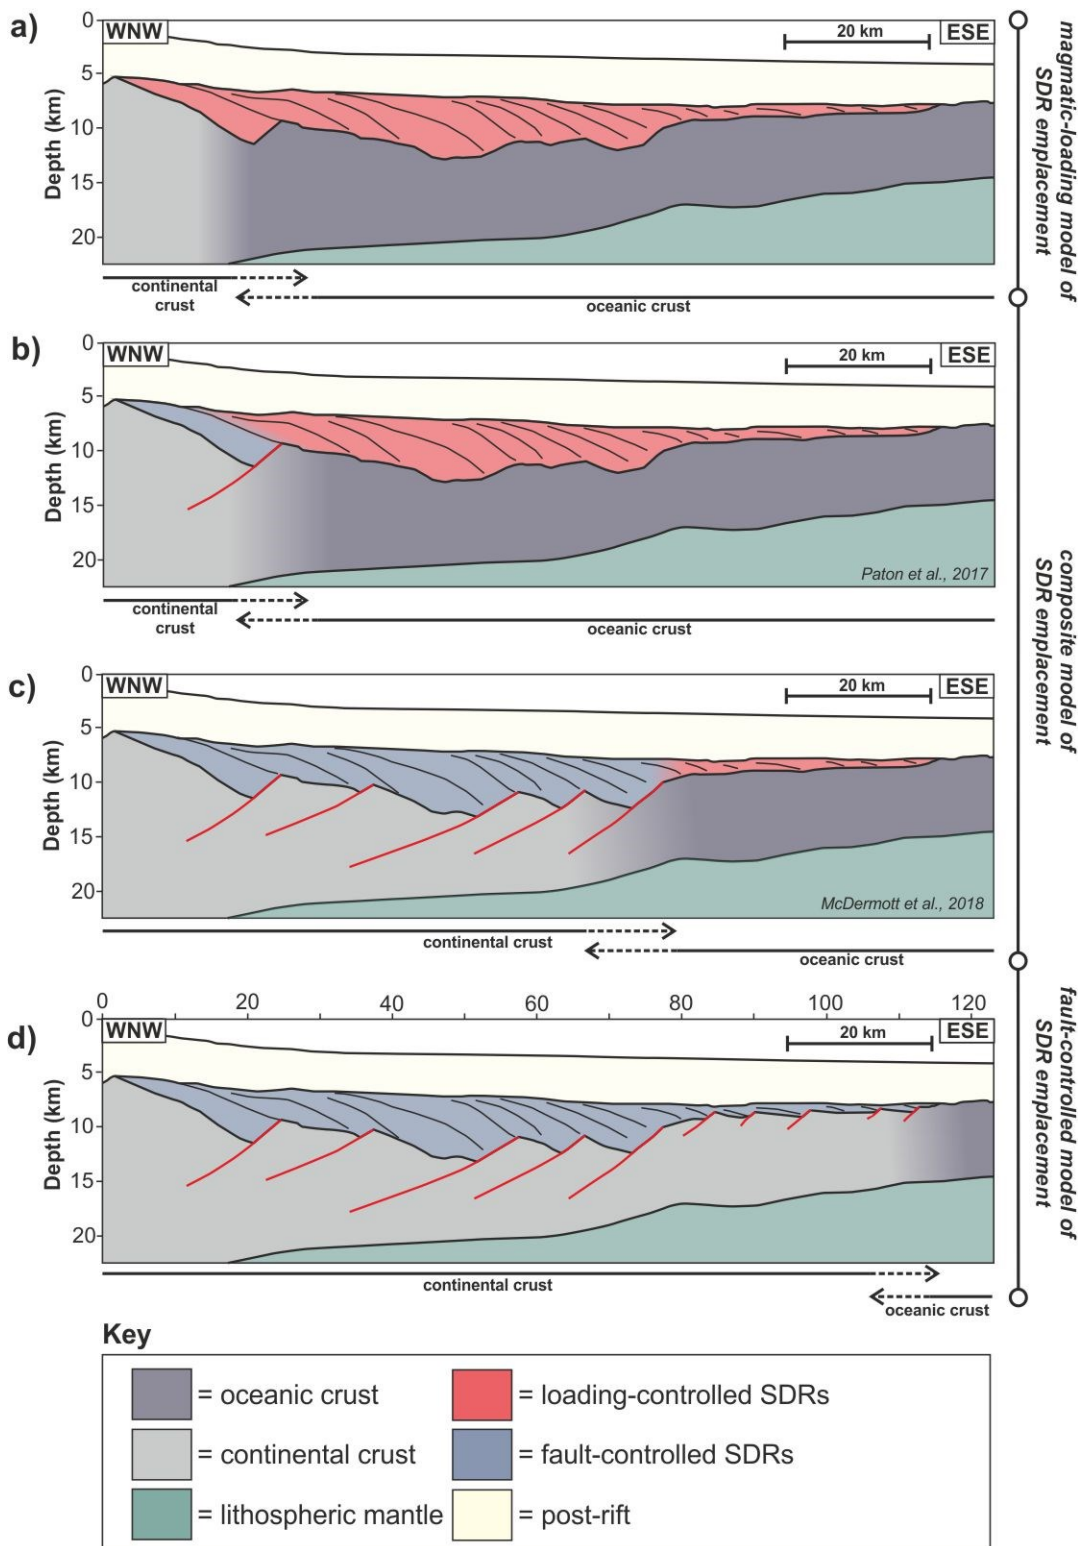 a)
WNW
ESE
20 km
0
5
10
15
20
Depth (km)
continental
crust
oceanic crust
magmatic-loading model of
SDR emplacement
b)
WNW
ESE
20 km
0
5
10
15
20
Depth (km)
Paton et al., 2017
continental
crust
oceanic crust
c)
WNW
ESE
20 km
0
5
10
15
20
Depth (km)
McDermott et al., 2018
continental crust
oceanic crust
composite model of
SDR emplacement
0 20 40 60 80 100 120
d)
WNW
ESE
20 km
0
5
10
15
20
Depth (km)
continental crust
oceanic crust
fault-controlled model of
SDR emplacement
Key
= oceanic crust
= loading-controlled SDRs
= continental crust
= fault-controlled SDRs
= lithospheric mantle
= post-rift